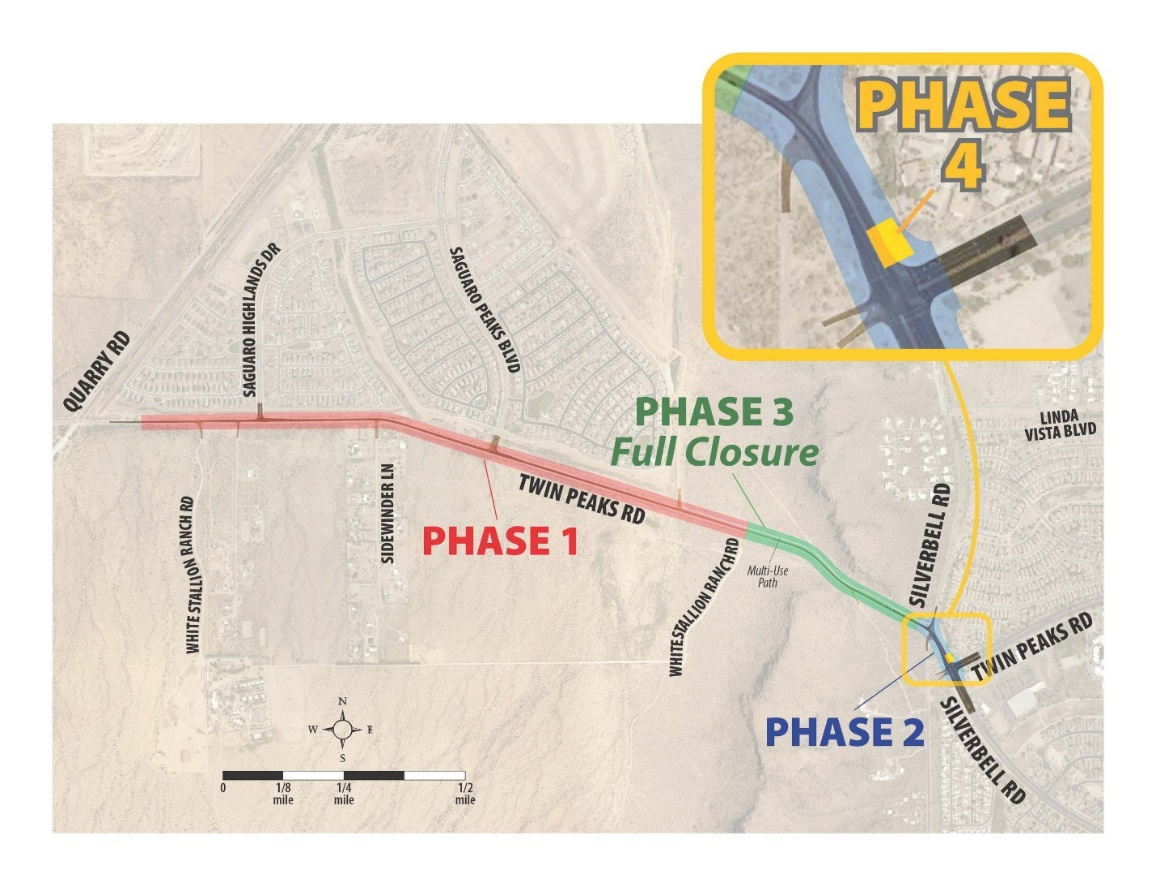 PHASE
4
QUARRY RD
SAGUARO HIGHLANDS DR
SAGUARO PEAKS BLVD
PHASE 3
Full Closure
LINDA
VISTA BLVD
TWIN PEAKS RD
PHASE 1
WHITE STALLION RANCH RD
SIDEWINDER LN
WHITE STALLION RANCH RD
Multi-Use
Path
SILVERBELL RD
TWIN PEAKS RD
PHASE 2
SILVERBELL RD
N
W
E
S
0
1/8
mile
1/4
mile
1/2
mile